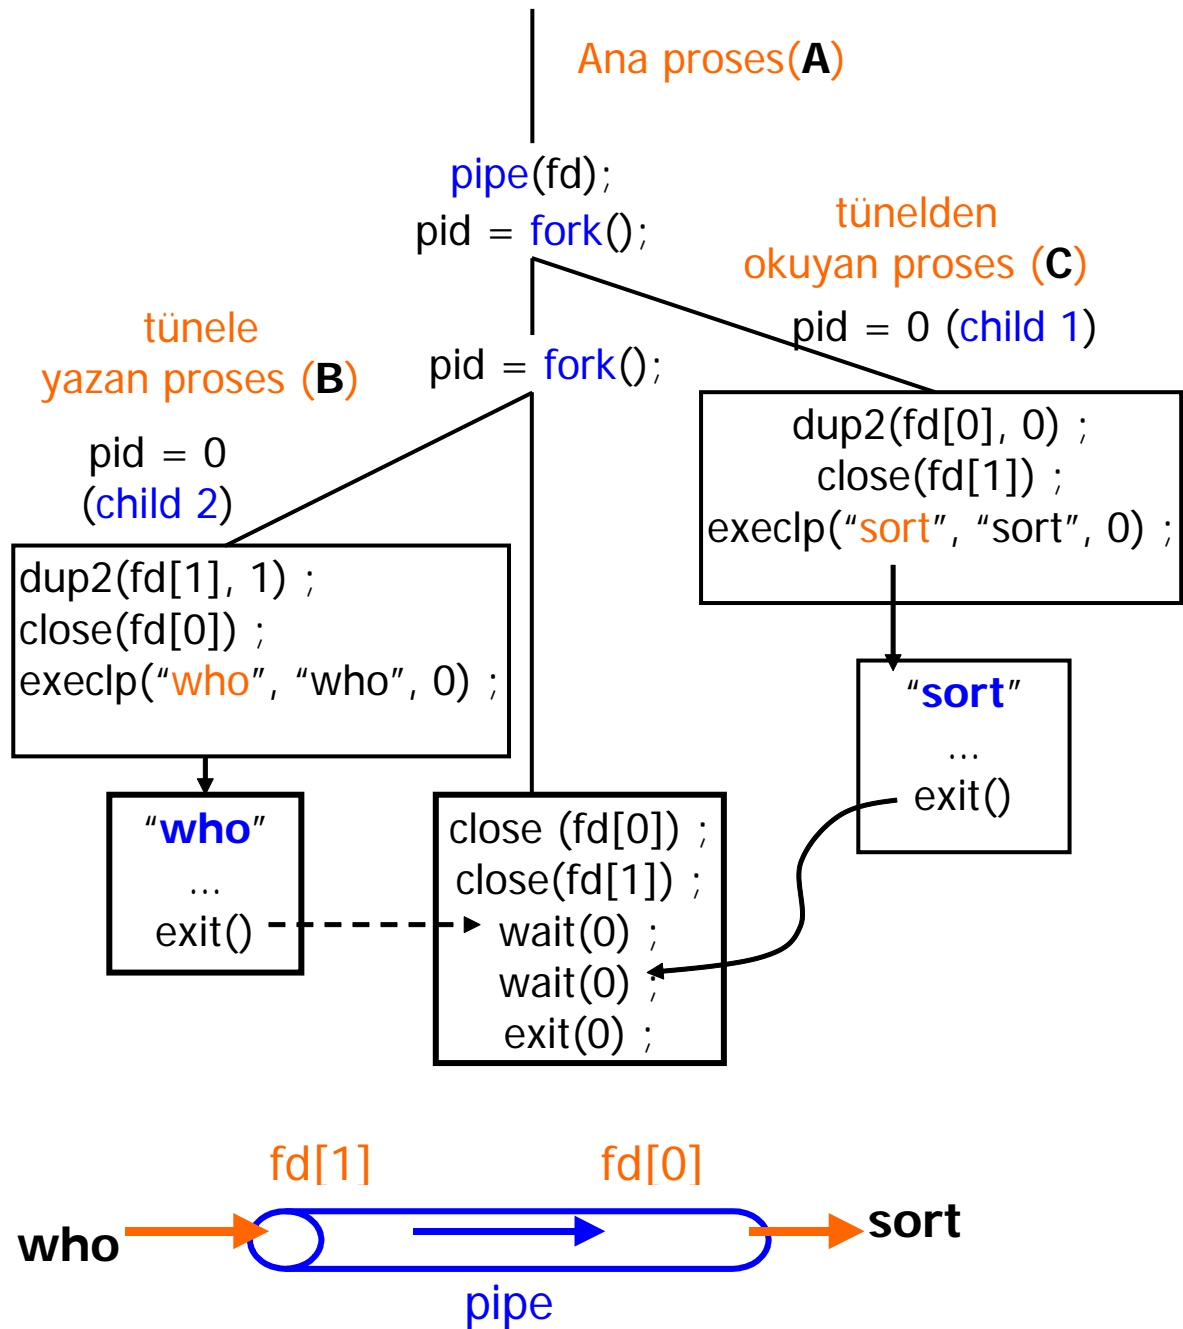 Ana proses(A)
pipe(fd);
pid = fork();
tünelden
okuyan proses (C)
pid = 0 (child 1)
dup2(fd[0], 0) ;
close(fd[1]) ;
execlp(“sort”, “sort”, 0) ;
“sort”
...
exit()
pid = fork();
tünele
yazan proses (B)
pid = 0
(child 2)
dup2(fd[1], 1) ;
close(fd[0]) ;
execlp(“who”, “who”, 0) ;
“who”
...
exit()
close (fd[0]) ;
close(fd[1]) ;
wait(0) ;
wait(0) ;
exit(0) ;
fd[1]
fd[0]
who
sort
pipe